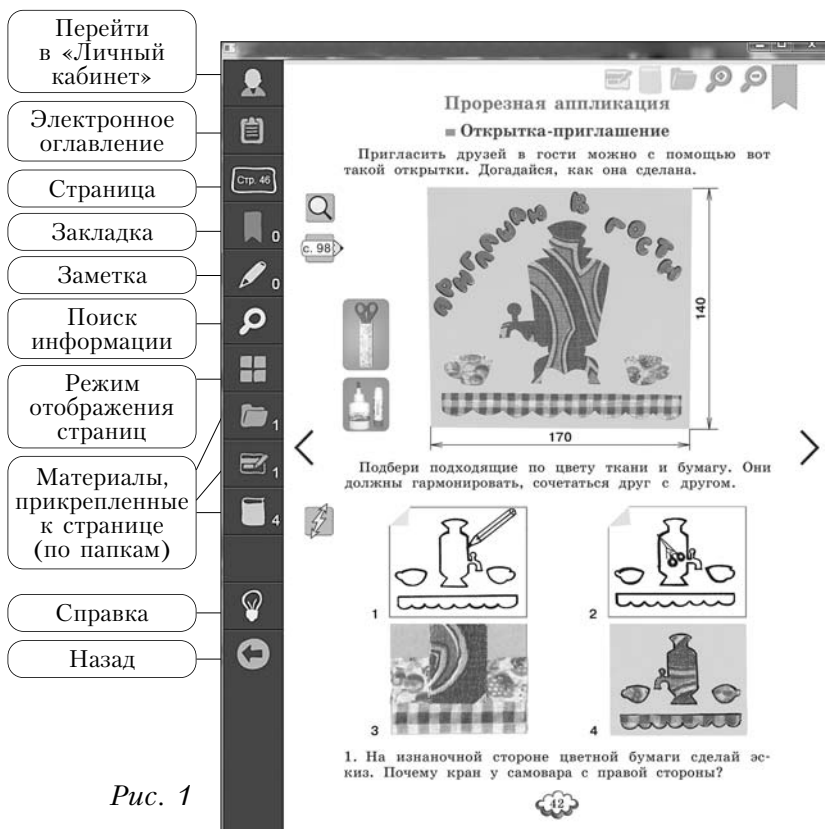 Перейти
в «Личный
кабинет»
Электронное
оглавление
Страница
Закладка
Заметка
Поиск
информации
Режим
отображения
страниц
Материалы,
прикрепленные
к странице
(по папкам)
Справка
Назад
Рис. 1
Стр. 46
0
0
1
1
4
Прорезная аппликация
Открытка-приглашение
Пригласить друзей в гости можно с помощью вот
такой открытки. Догадайся, как она сделана.
с. 98
ПРИГЛАШАЮ В ГОСТИ
140
170
Подбери подходящие по цвету ткани и бумагу. Они
должны гармонировать, сочетаться друг с другом.
1
2
3
4
1. На изнаночной стороне цветной бумаги сделай эс-
киз. Почему кран у самовара с правой стороны?
42